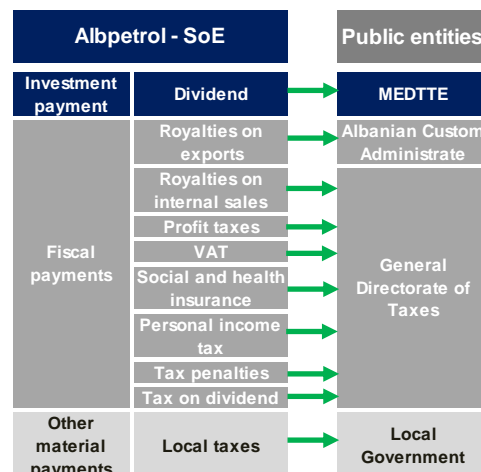 Albpetrol - SoE
Public entities
Investment
payment
Dividend
MEDTTE
Fiscal
payments
Royalties on
exports
Albanian Custom
Administrate
Royalties on
internal sales
Profit taxes
VAT
Social and health
insurance
Personal income
tax
Tax penalties
Tax on dividend
General
Directorate of
Taxes
Other
material
payments
Local taxes
Local
Government